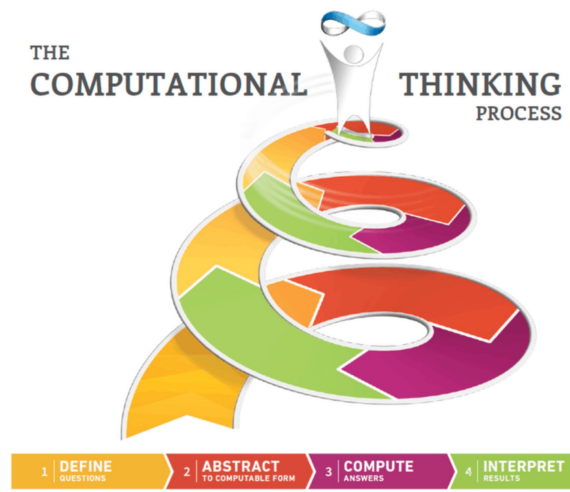 THE
COMPUTATIONAL THINKING
PROCESS
1 DEFINE
QUESTIONS
2 ABSTRACT
TO COMPUTABLE FORM
3 COMPUTE
ANSWERS
4 INTERPRET
RESULTS